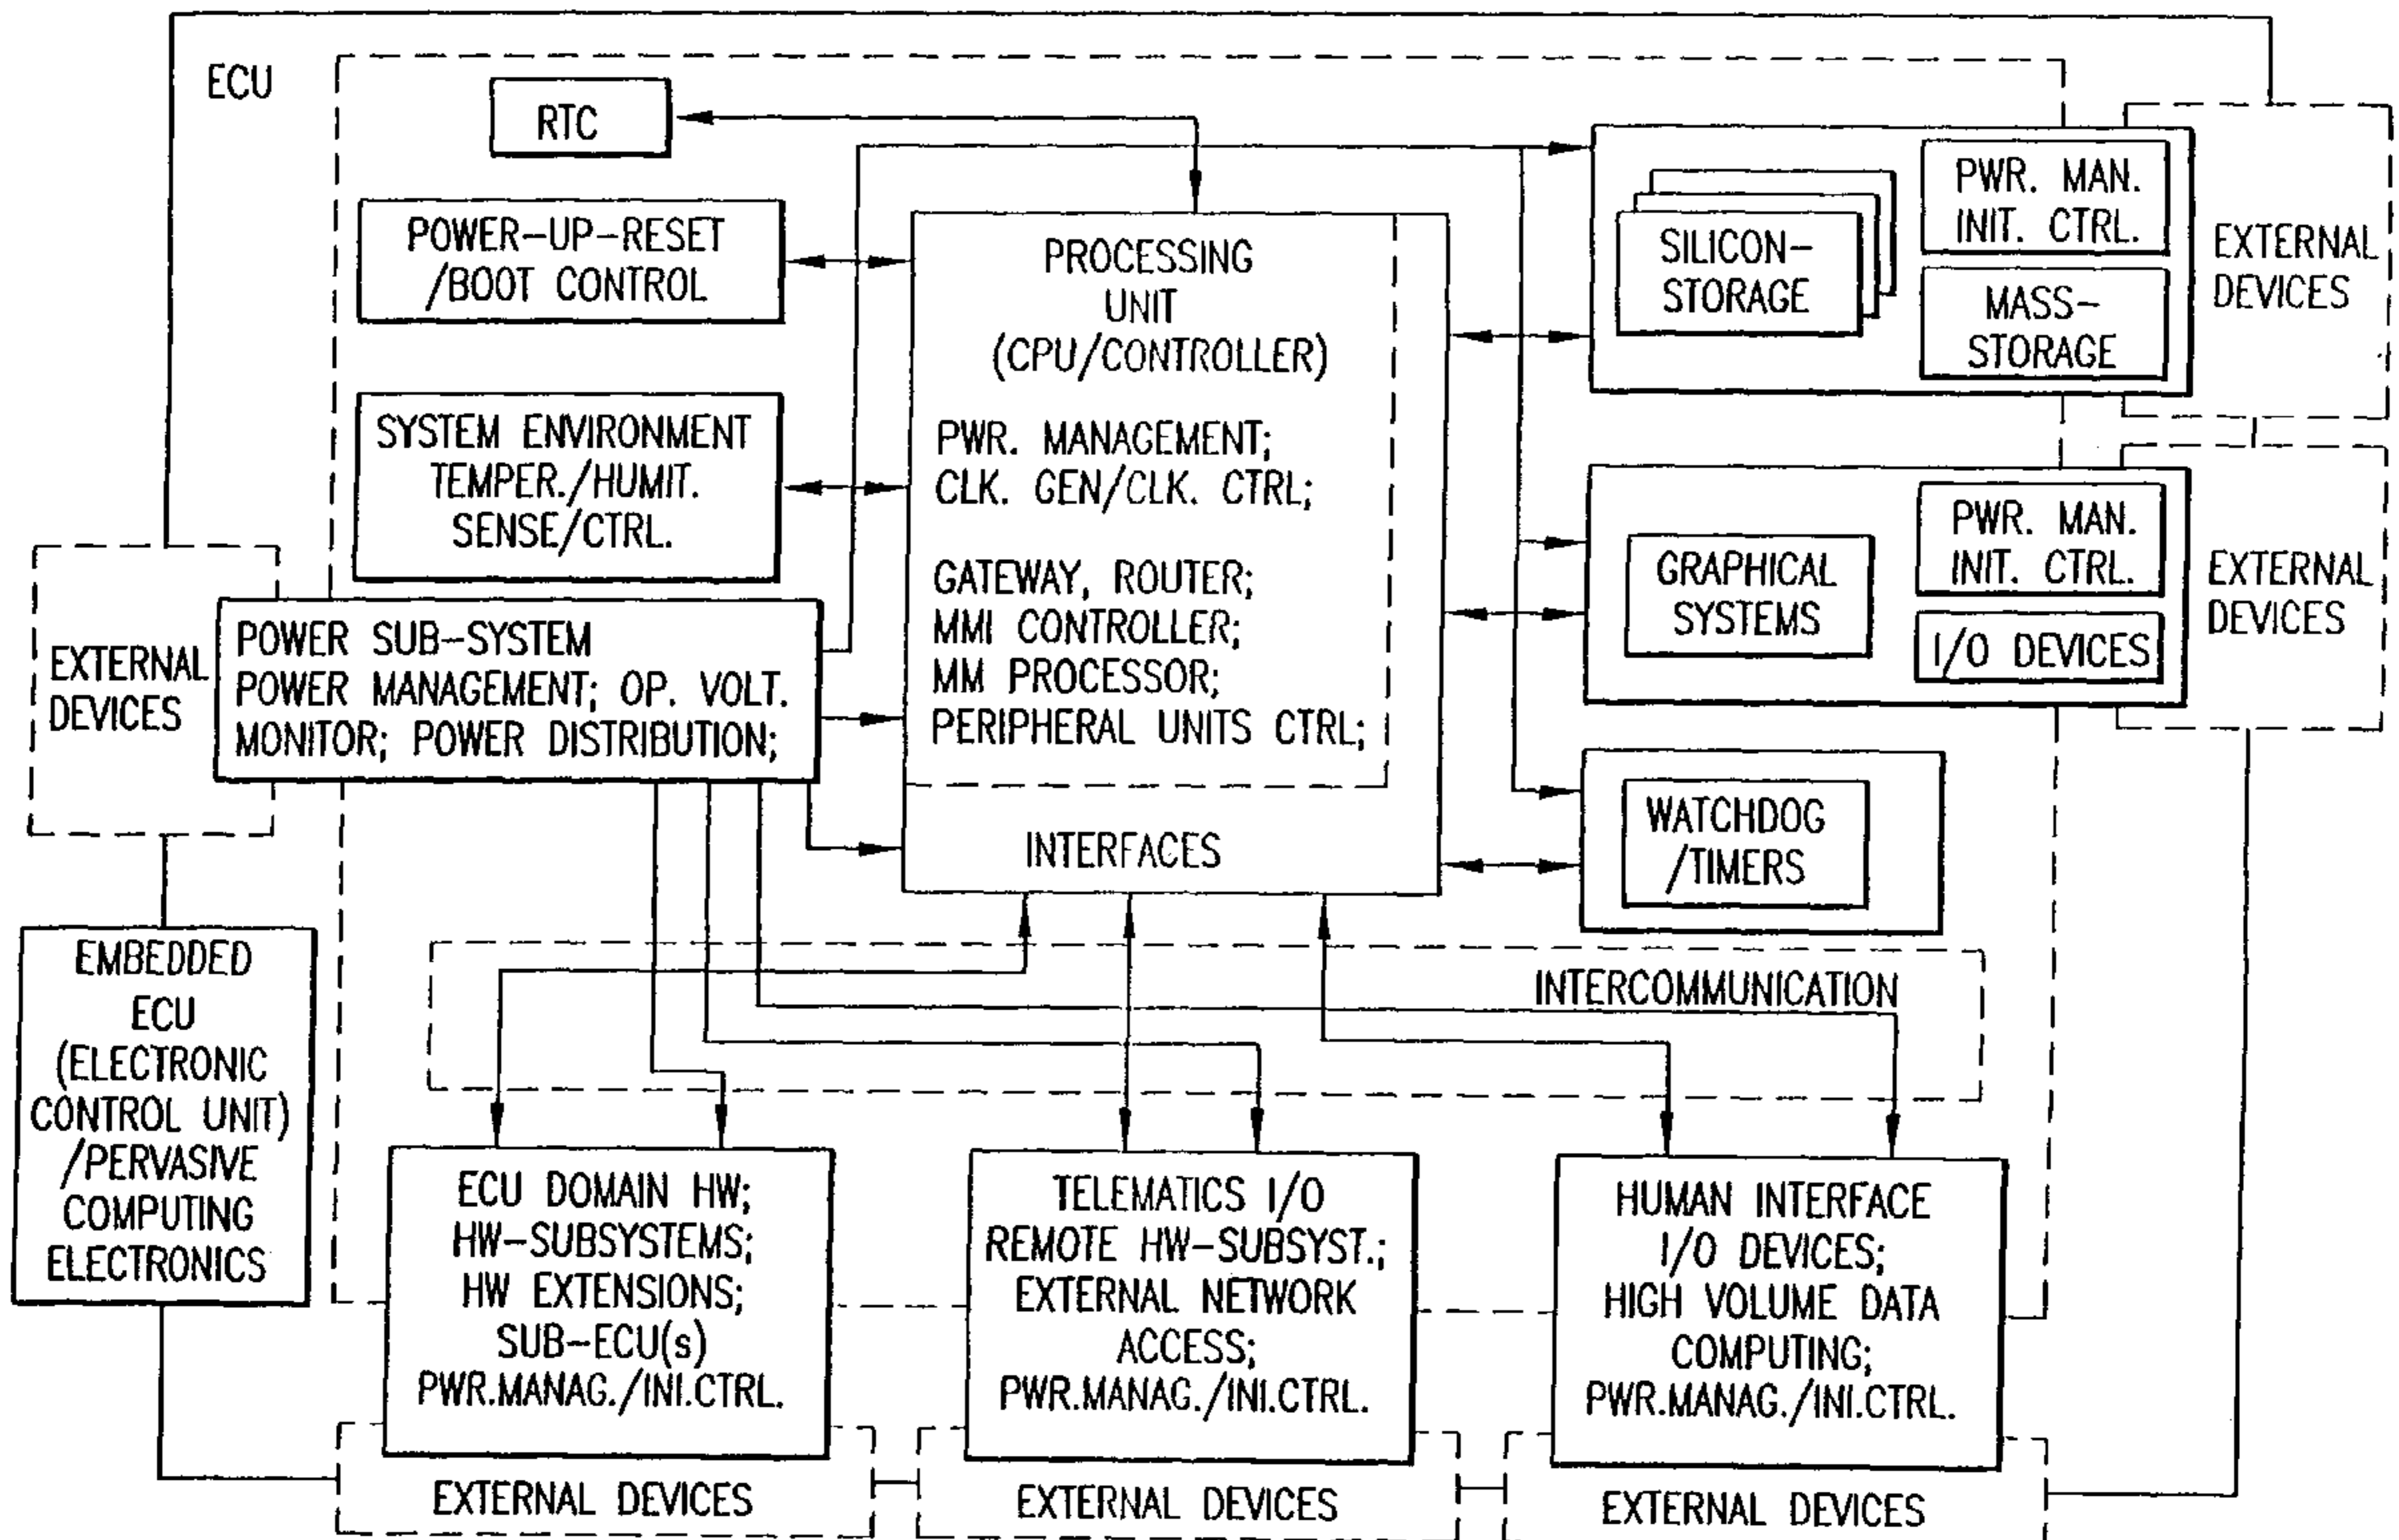 ECU
RTC
POWER-UP-RESET
/BOOT CONTROL
SYSTEM ENVIRONMENT
TEMPER./HUMIT.
SENSE/CTRL.
EXTERNAL
DEVICES
POWER SUB-SYSTEM
POWER MANAGEMENT; OP. VOLT.
MONITOR; POWER DISTRIBUTION;
PROCESSING
UNIT
(CPU/CONTROLLER)
PWR. MANAGEMENT;
CLK. GEN/CLK. CTRL;
GATEWAY, ROUTER;
MMI CONTROLLER;
MM PROCESSOR;
PERIPHERAL UNITS CTRL;
INTERFACES
SILICON-
STORAGE
PWR. MAN.
INIT. CTRL.
MASS-
STORAGE
EXTERNAL
DEVICES
GRAPHICAL
SYSTEMS
PWR. MAN.
INIT. CTRL.
I/O DEVICES
EXTERNAL
DEVICES
WATCHDOG
/TIMERS
INTERCOMMUNICATION
EMBEDDED
ECU
(ELECTRONIC
CONTROL UNIT)
/PERVASIVE
COMPUTING
ELECTRONICS
ECU DOMAIN HW;
HW-SUBSYSTEMS;
HW EXTENSIONS;
SUB-ECU(s)
PWR.MANAG./INI.CTRL.
EXTERNAL DEVICES
TELEMATICS I/O
REMOTE HW-SUBSYST.;
EXTERNAL NETWORK
ACCESS;
PWR.MANAG./INI.CTRL.
EXTERNAL DEVICES
HUMAN INTERFACE
I/O DEVICES;
HIGH VOLUME DATA
COMPUTING;
PWR.MANAG./INI.CTRL.
EXTERNAL DEVICES